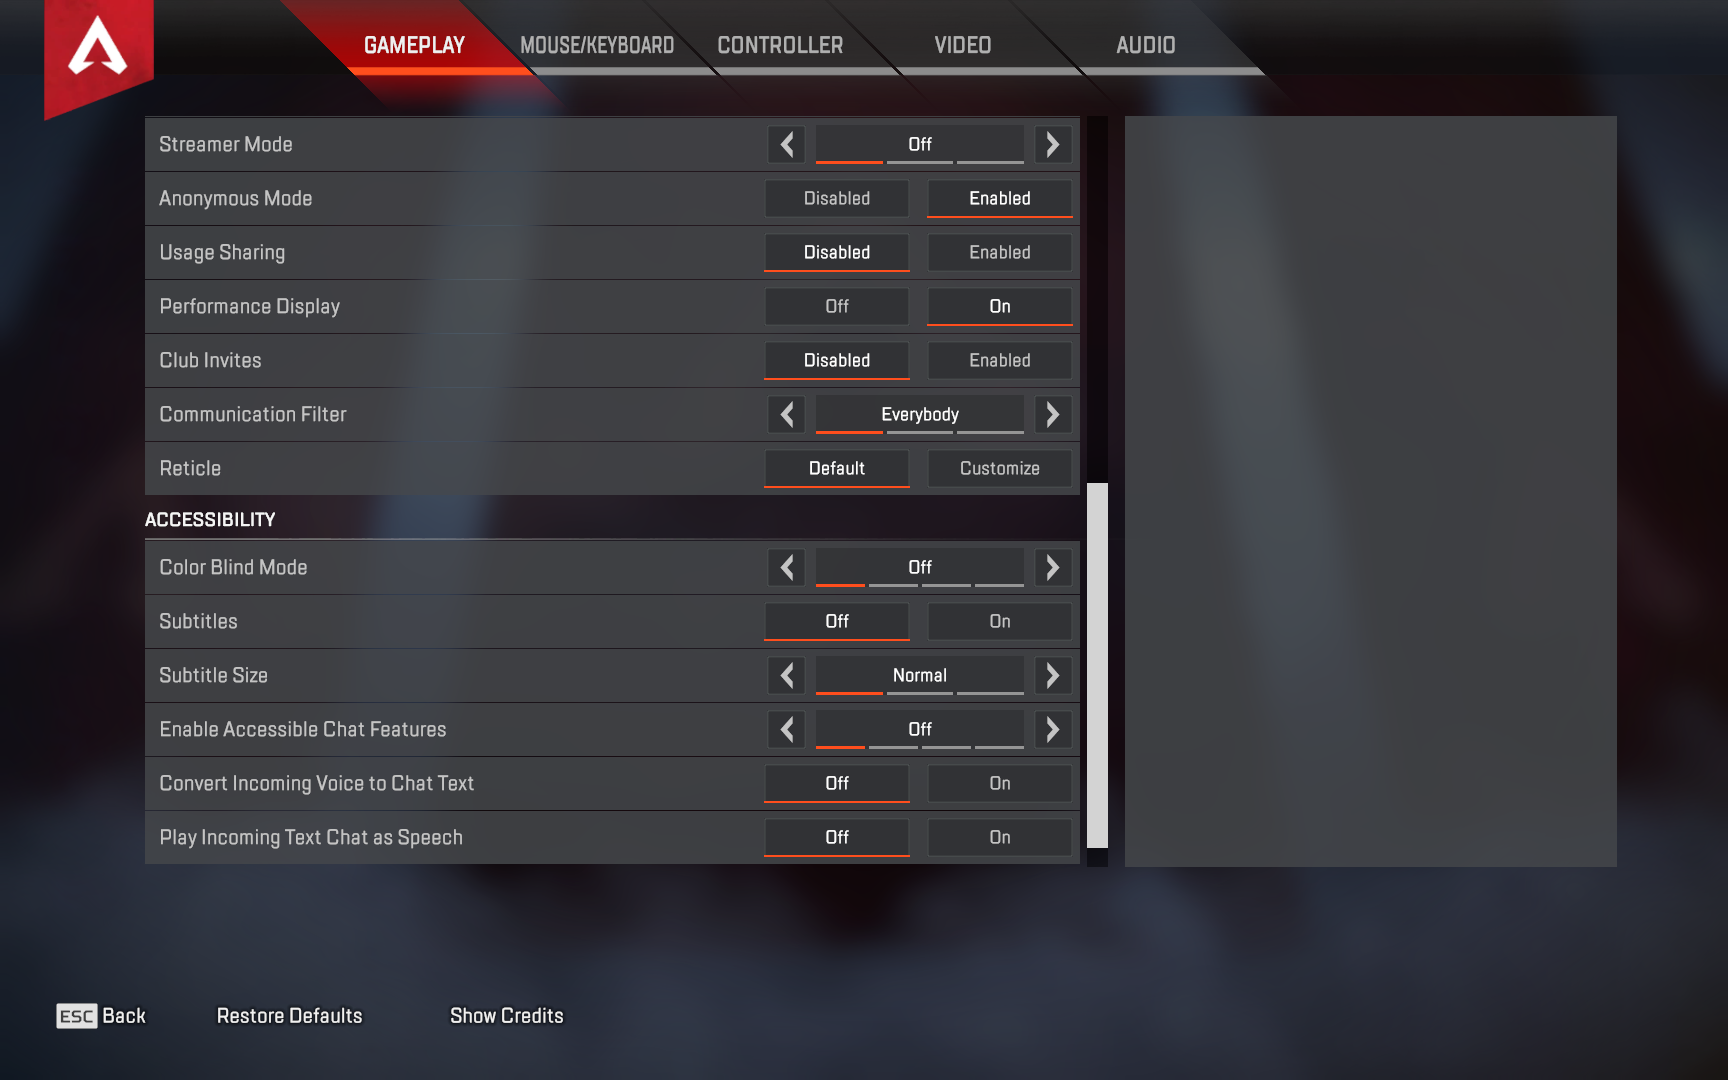 GAMEPLAY MOUSE/KEYBOARD CONTROLLER VIDEO AUDIO
Streamer Mode Off
Anonymous Mode Disabled Enabled
Usage Sharing Disabled Enabled
Performance Display Off On
Club Invites Disabled Enabled
Communication Filter Everybody
Reticle Default Customize
ACCESSIBILITY
Color Blind Mode Off
Subtitles Off On
Subtitle Size Normal
Enable Accessible Chat Features Off
Convert Incoming Voice to Chat Text Off On
Play Incoming Text Chat as Speech Off On
ESC Back Restore Defaults Show Credits